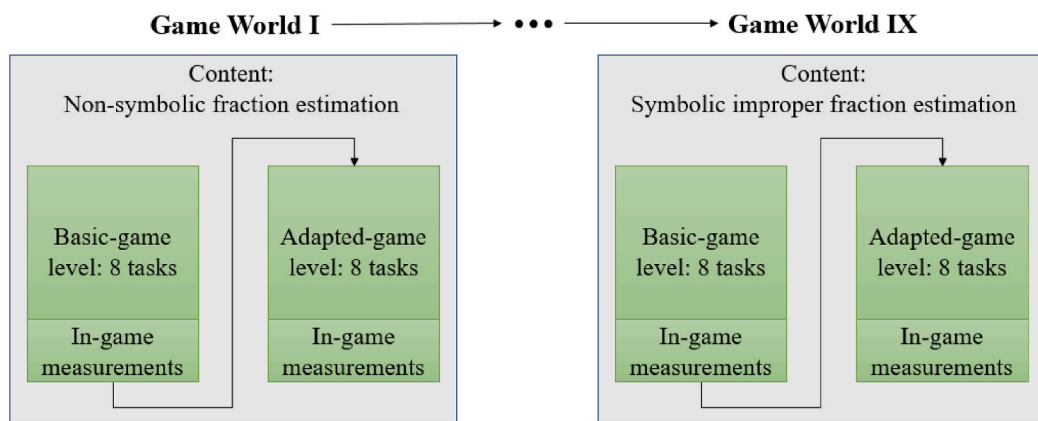 Game World I
•••
Game World IX
Content:
Non-symbolic fraction estimation
Basic-game
level: 8 tasks
In-game
measurements
Adapted-game
level: 8 tasks
In-game
measurements
Content:
Symbolic improper fraction estimation
Basic-game
level: 8 tasks
In-game
measurements
Adapted-game
level: 8 tasks
In-game
measurements